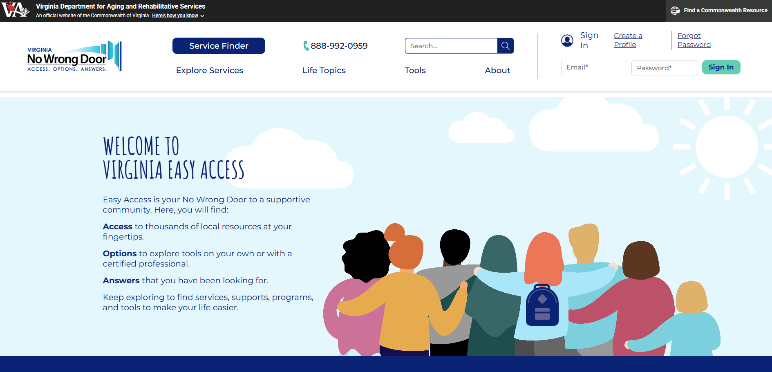 VA
Virginia Department for Aging and Rehabilitative Services
An official website of the Commonwealth of Virginia Here's how you know
Find a Commonwealth Resource
VIRGINIA
No Wrong Door
ACCESS. OPTIONS. ANSWERS.
Service Finder
888-992-0959
Search...
Sign
In
Create a
Profile
Forgot
Password
Explore Services
Life Topics
Tools
About
Email*
Password*
Sign In
WELCOME TO
VIRGINIA EASY ACCESS
Easy Access is your No Wrong Door to a supportive
community. Here, you will find:
Access to thousands of local resources at your
fingertips.
Options to explore tools on your own or with a
certified professional.
Answers that you have been looking for.
Keep exploring to find services, supports, programs,
and tools to make your life easier.